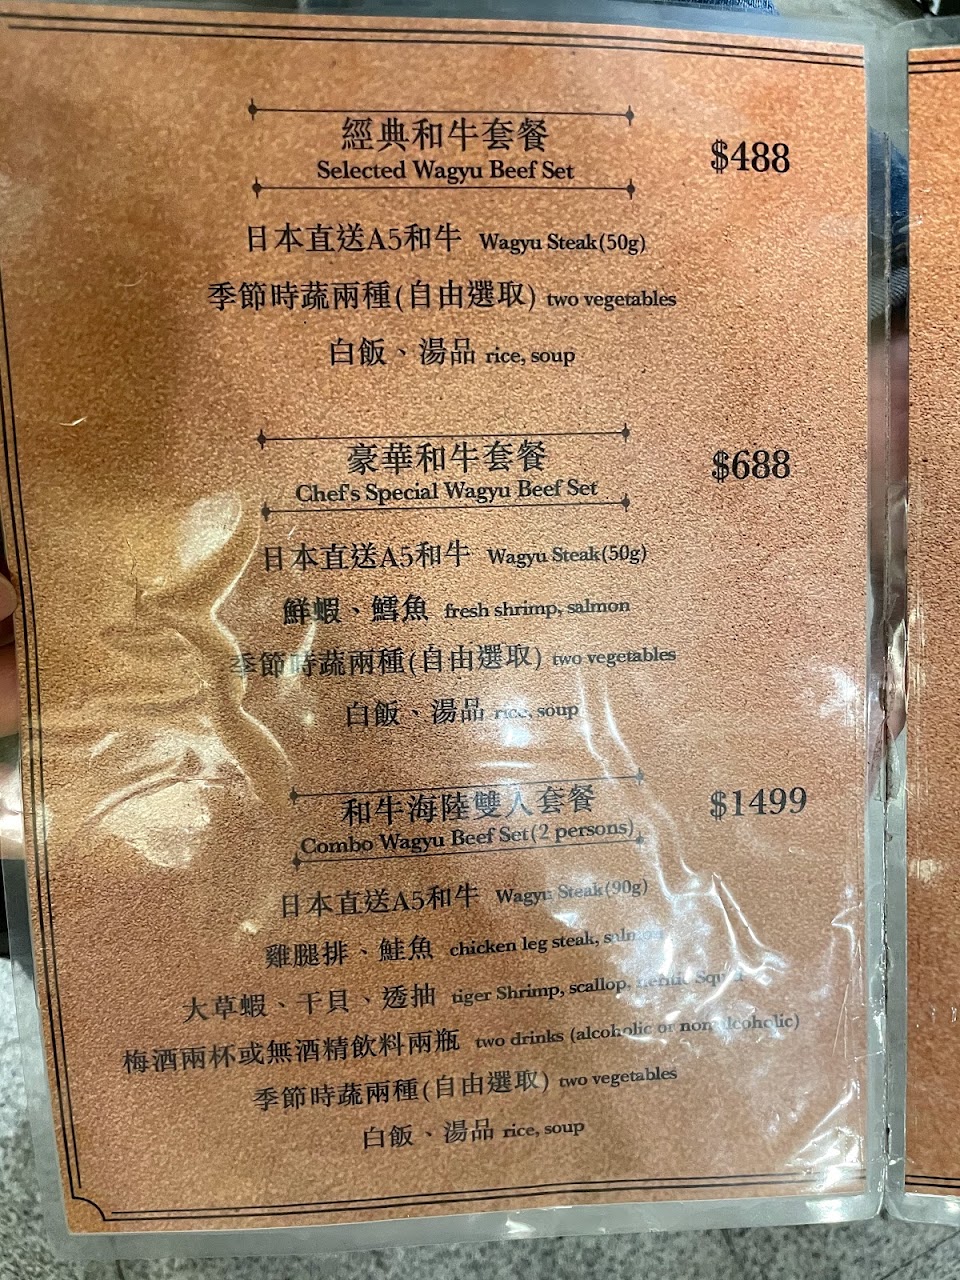 經典和牛套餐
$488
Selected Wagyu Beef Set
日本直送A5和牛 Wagyu Steak(50g)
季節時蔬兩種(自由選取) two vegetables
白飯、湯品 rice, soup
豪華和牛套餐
$688
Chef's Special Wagyu Beef Set
日本直送A5和牛 Wagyu Steak(50g)
鮮蝦、鱈魚 fresh shrimp, salmon
季節時蔬兩種(自由選取) two vegetables
白飯、湯品 rice, soup
和牛海陸雙人套餐
$1499
Combo Wagyu Beef Set(2 persons)
日本直送A5和牛 Wagyu Steak(90g)
雞腿排、鮭魚 chicken leg steak, salmon
大草蝦、干貝、透抽 tiger Shrimp, scallop,
梅酒兩杯或無酒精飲料兩瓶 two drinks (alcoholic or non alcoholic)
季節時蔬兩種(自由選取) two vegetables
白飯、湯品 rice, soup